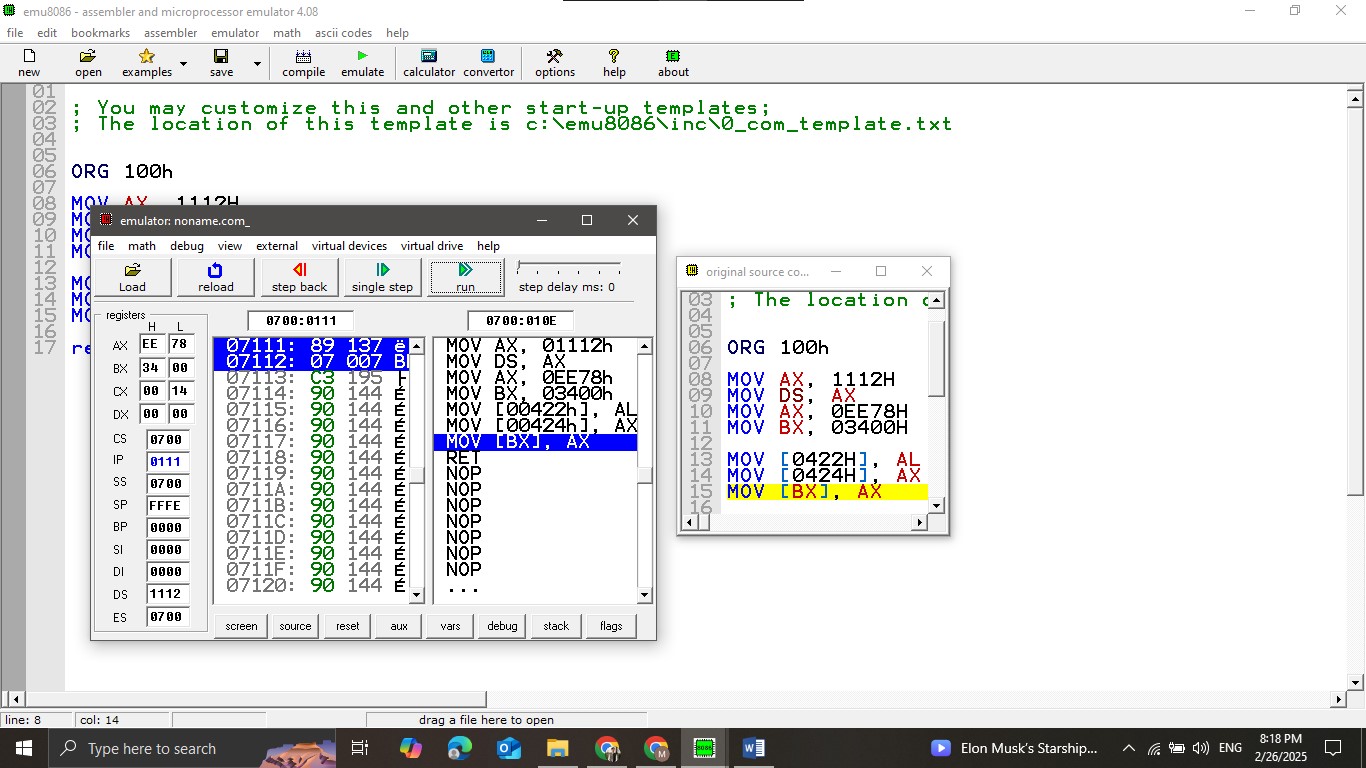 emu8086 - assembler and microprocessor emulator 4.08
file edit bookmarks assembler emulator math ascii codes help
new open examples save compile emulate calculator convertor options help about
01
02 ; You may customize this and other start-up templates;
03 ; The location of this template is c:\emu8086\inc\0_com_template.txt
04
05
06 ORG 100h
07
08 MOV AX, 1112H
09 MO
10 MO
11 MO
12
13 MO
14 MO
15 MO
16
17 re
emulator: noname.com_
file math debug view external virtual devices virtual drive help
Load reload step back single step run step delay ms: 0
registers
H L
AX EE 78
BX 34 00
CX 00 14
DX 00 00
CS 0700
IP 0111
SS 0700
SP FFFE
BP 0000
SI 0000
DI 0000
DS 1112
ES 0700
0700:0111
07111: 89 137 ë
07112: 07 007 B
07113: C3 195 ├
07114: 90 144 É
07115: 90 144 É
07116: 90 144 É
07117: 90 144 É
07118: 90 144 É
07119: 90 144 É
0711A: 90 144 É
0711B: 90 144 É
0711C: 90 144 É
0711D: 90 144 É
0711E: 90 144 É
0711F: 90 144 É
07120: 90 144 É
0700:010E
MOV AX, 01112h
MOV DS, AX
MOV AX, 0EE78h
MOV BX, 03400h
MOV [00422h], AL
MOV [00424h], AX
MOV [BX], AX
RET
NOP
NOP
NOP
NOP
NOP
NOP
NOP
...
screen source reset aux vars debug stack flags
original source co...
03 ; The location o
04
05
06 ORG 100h
07
08 MOV AX, 1112H
09 MOV DS, AX
10 MOV AX, 0EE78H
11 MOV BX, 03400H
12
13 MOV [0422H], AL
14 MOV [0424H], AX
15 MOV [BX], AX
16
line: 8 col: 14 drag a file here to open
Type here to search
Elon Musk's Starship...
ENG
8:18 PM
2/26/2025